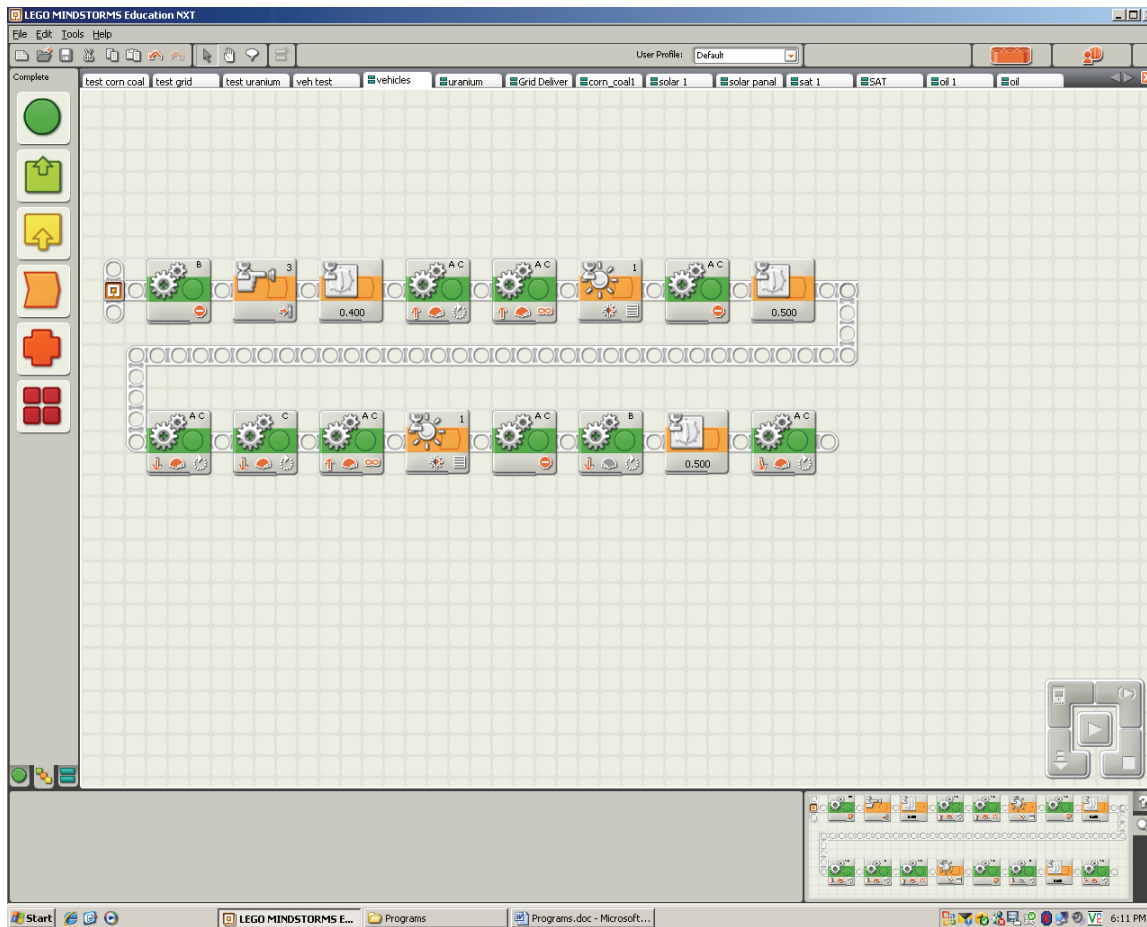 LEGO MINDSTORMS Education NXT
File Edit Tools Help
User Profile: Default
Complete
test corn coal test grid test uranium veh test vehicles uranium Grid Deliver corn_coal1 solar 1 solar panal sat 1 SAT oil 1 oil
B 3 A C A C 1 A C
0.400 0.500
A C C A C 1 A C B A C
0.500
?
Start LEGO MINDSTORMS E... Programs Programs.doc - Microsoft... 6:11 PM